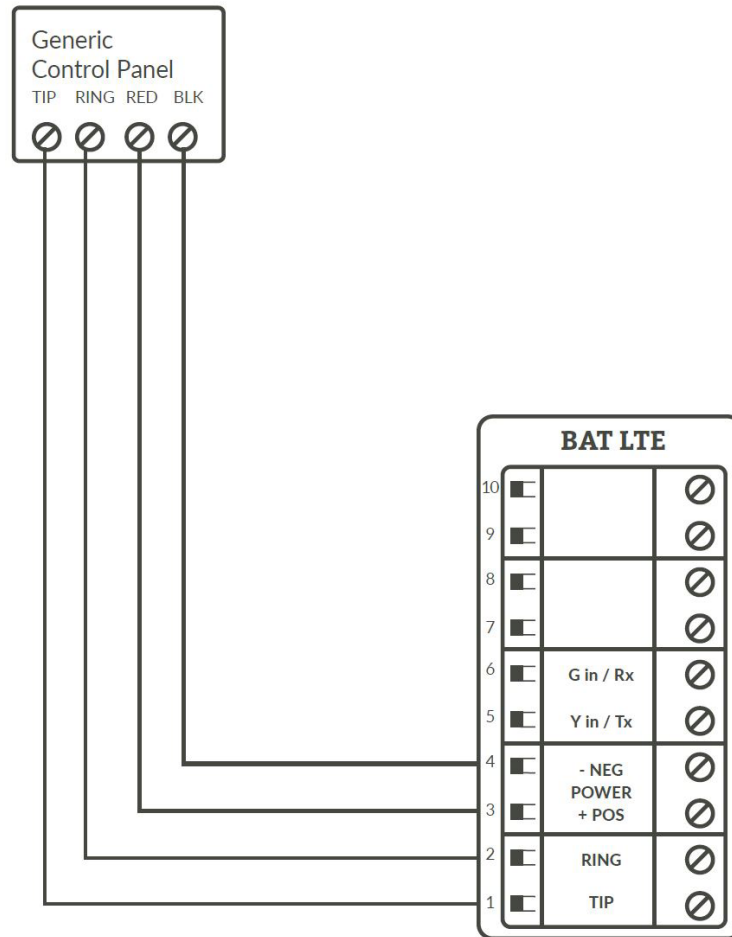 Generic
Control Panel
TIP RING RED BLK
BAT LTE
10
9
8
7
6 G in / Rx
5 Y in / Tx
4 - NEG
POWER
3 + POS
2 RING
1 TIP